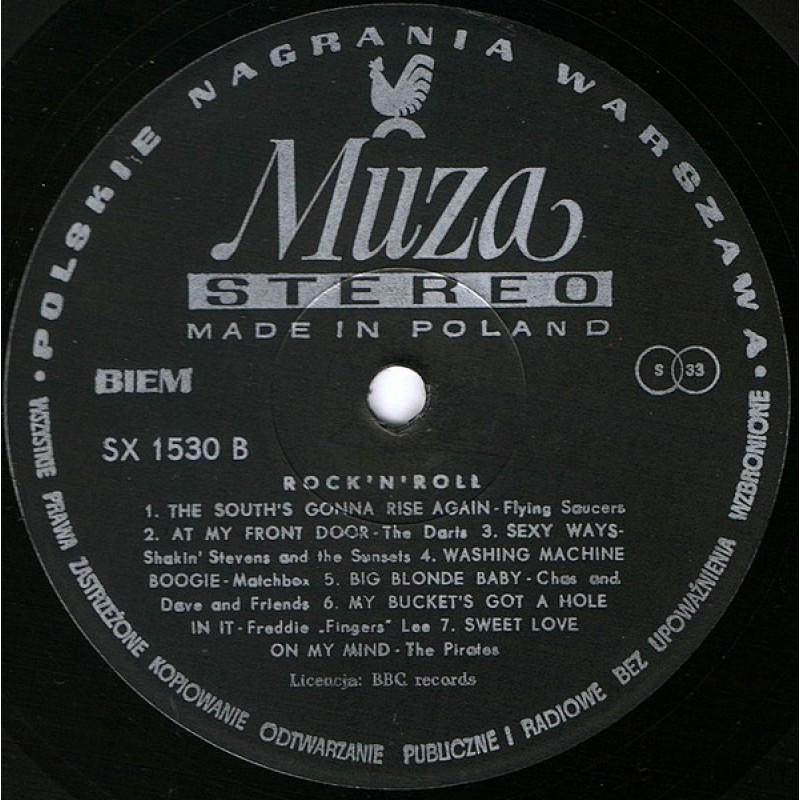 • POLSKIE NAGRANIA WARSZAWA •
Muza
STEREO
MADE IN POLAND
BIEM
S 33
SX 1530 B
ROCK'N'ROLL
1. THE SOUTH'S GONNA RISE AGAIN - Flying Saucers
2. AT MY FRONT DOOR - The Darts 3. SEXY WAYS -
Shakin' Stevens and the Sunsets 4. WASHING MACHINE
BOOGIE - Matchbox 5. BIG BLONDE BABY - Chas and
Dave and Friends 6. MY BUCKET'S GOT A HOLE
IN IT - Freddie „Fingers" Lee 7. SWEET LOVE
ON MY MIND - The Pirates
Licencja: BBC records
WSZYSTKIE PRAWA ZASTRZEŻONE KOPIOWANIE ODTWARZANIE PUBLICZNE I RADIOWE BEZ UPOWAŻNIENIA WZBRONIONE